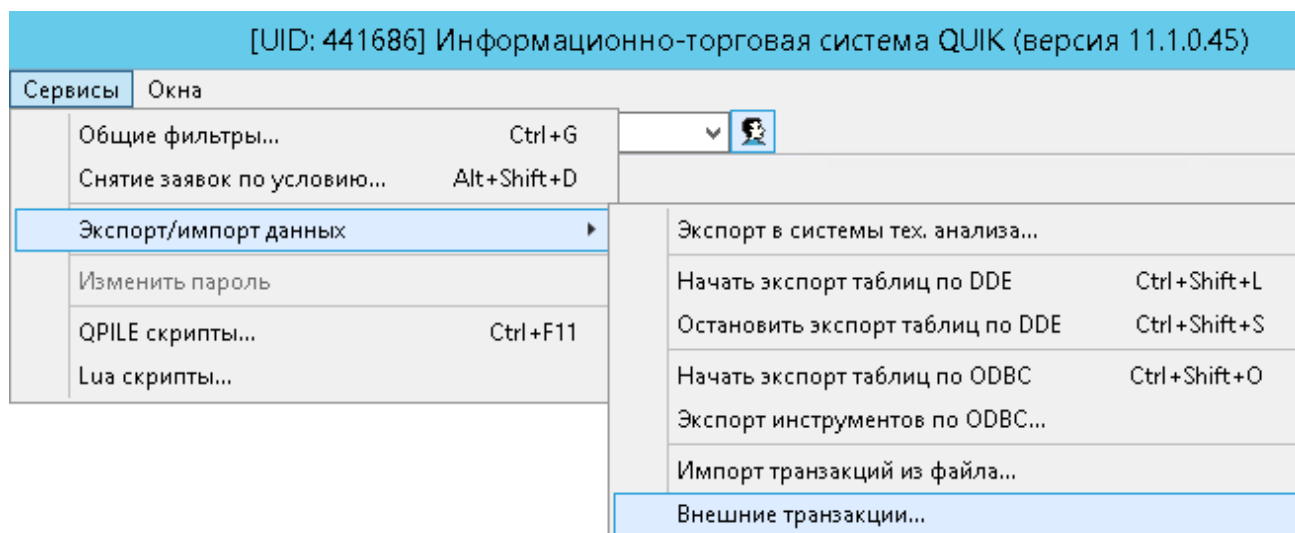 [UID: 441686] Информационно-торговая система QUIK (версия 11.1.0.45)
Сервисы Окна
Общие фильтры... Ctrl+G
Снятие заявок по условию... Alt+Shift+D
Экспорт/импорт данных
Экспорт в системы тех. анализа...
Изменить пароль
Начать экспорт таблиц по DDE Ctrl+Shift+L
QPILE скрипты... Ctrl+F11
Остановить экспорт таблиц по DDE Ctrl+Shift+S
Lua скрипты...
Начать экспорт таблиц по ODBC Ctrl+Shift+O
Экспорт инструментов по ODBC...
Импорт транзакций из файла...
Внешние транзакции...